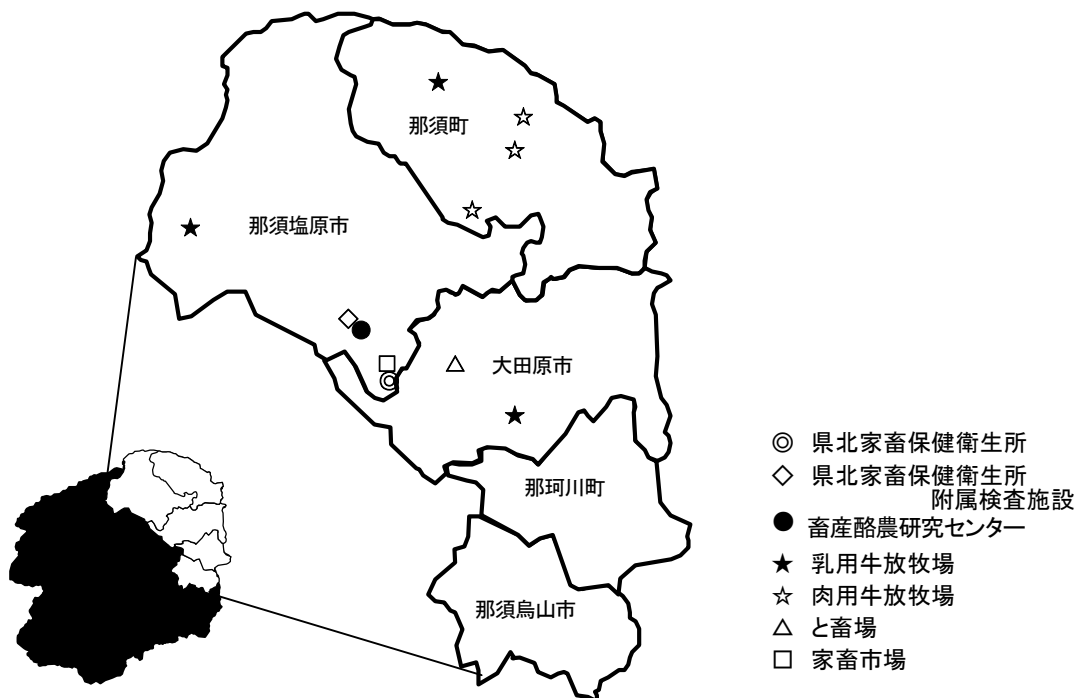 那須町
那須塩原市
大田原市
那珂川町
那須烏山市
◎ 県北家畜保健衛生所
◇ 県北家畜保健衛生所
附属検査施設
● 畜産酪農研究センター
★ 乳用牛放牧場
☆ 肉用牛放牧場
△ と畜場
□ 家畜市場